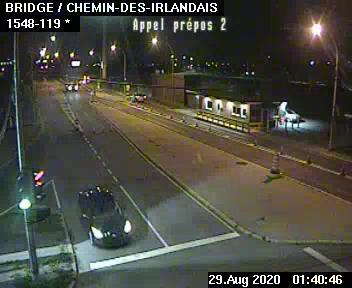 BRIDGE / CHEMIN-DES-IRLANDAIS
1548-119 *
Appel prépos 2
29.Aug 2020 01:40:46